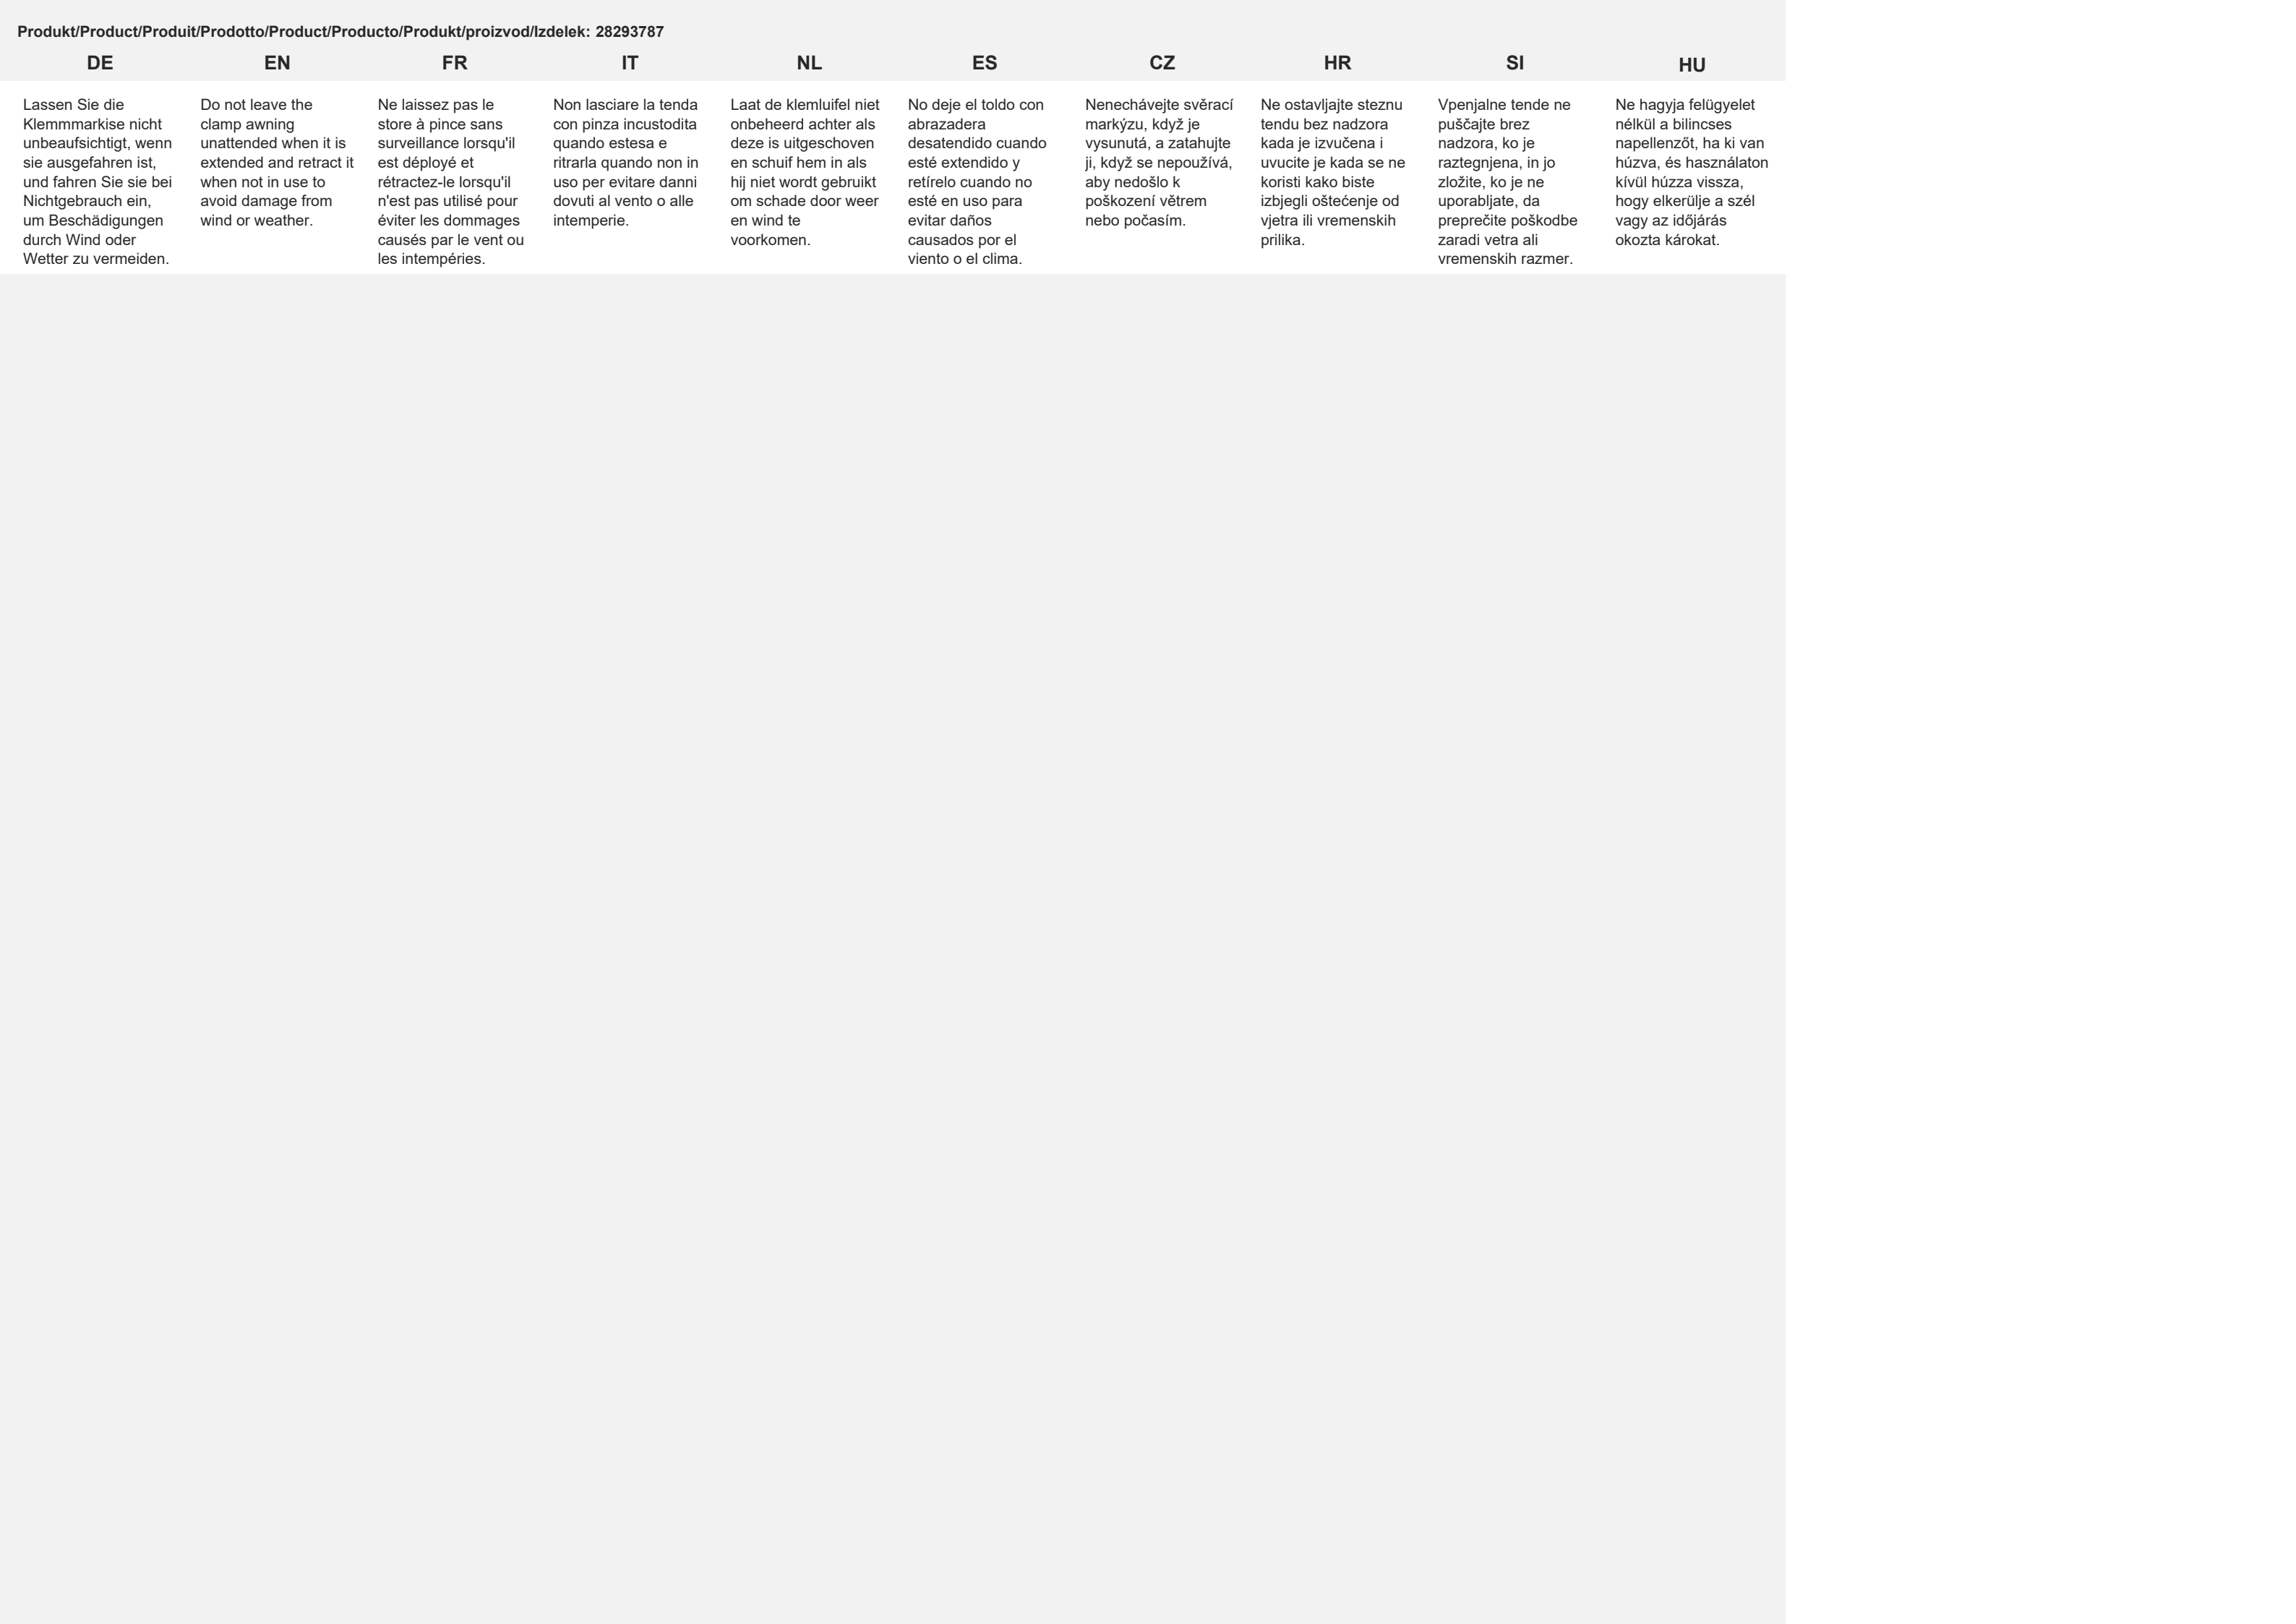 Produkt/Product/Produit/Prodotto/Product/Producto/Produkt/proizvod/Izdelek: 28293787
DE
EN
FR
IT
NL
ES
CZ
HR
SI
HU
Lassen Sie die
Klemmmarkise nicht
unbeaufsichtigt, wenn
sie ausgefahren ist,
und fahren Sie sie bei
Nichtgebrauch ein,
um Beschädigungen
durch Wind oder
Wetter zu vermeiden.
Do not leave the
clamp awning
unattended when it is
extended and retract it
when not in use to
avoid damage from
wind or weather.
Ne laissez pas le
store à pince sans
surveillance lorsqu'il
est déployé et
rétractez-le lorsqu'il
n'est pas utilisé pour
éviter les dommages
causés par le vent ou
les intempéries.
Non lasciare la tenda
con pinza incustodita
quando estesa e
ritrarla quando non in
uso per evitare danni
dovuti al vento o alle
intemperie.
Laat de klemluifel niet
onbeheerd achter als
deze is uitgeschoven
en schuif hem in als
hij niet wordt gebruikt
om schade door weer
en wind te
voorkomen.
No deje el toldo con
abrazadera
desatendido cuando
esté extendido y
retírelo cuando no
esté en uso para
evitar daños
causados por el
viento o el clima.
Nenechávejte svěrací
markýzu, když je
vysunutá, a zatahujte
ji, když se nepoužívá,
aby nedošlo k
poškození větrem
nebo počasím.
Ne ostavljajte steznu
tendu bez nadzora
kada je izvučena i
uvucite je kada se ne
koristi kako biste
izbjegli oštećenje od
vjetra ili vremenskih
prilika.
Vpenjalne tende ne
puščajte brez
nadzora, ko je
raztegnjena, in jo
zložite, ko je ne
uporabljate, da
preprečite poškodbe
zaradi vetra ali
vremenskih razmer.
Ne hagyja felügyelet
nélkül a bilincses
napellenzőt, ha ki van
húzva, és használaton
kívül húzza vissza,
hogy elkerülje a szél
vagy az időjárás
okozta károkat.